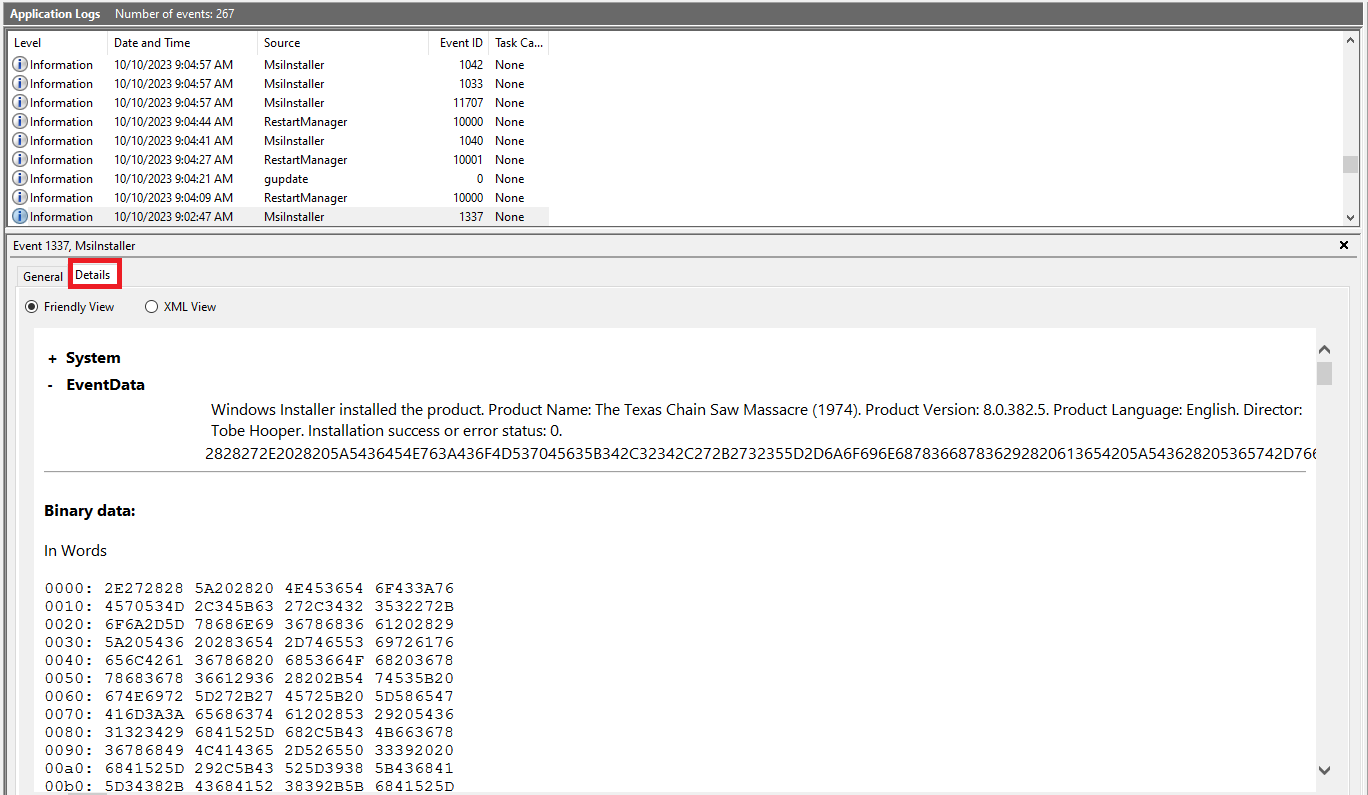 Application Logs Number of events: 267
Level Date and Time Source Event ID Task Ca...
Information 10/10/2023 9:04:57 AM MsiInstaller 1042 None
Information 10/10/2023 9:04:57 AM MsiInstaller 1033 None
Information 10/10/2023 9:04:57 AM MsiInstaller 11707 None
Information 10/10/2023 9:04:44 AM RestartManager 10000 None
Information 10/10/2023 9:04:41 AM MsiInstaller 1040 None
Information 10/10/2023 9:04:27 AM RestartManager 10001 None
Information 10/10/2023 9:04:21 AM gupdate 0 None
Information 10/10/2023 9:04:09 AM RestartManager 10000 None
Information 10/10/2023 9:02:47 AM MsiInstaller 1337 None
Event 1337, MsiInstaller
General Details
Friendly View XML View
+ System
- EventData
Windows Installer installed the product. Product Name: The Texas Chain Saw Massacre (1974). Product Version: 8.0.382.5. Product Language: English. Director:
Tobe Hooper. Installation success or error status: 0.
2828272E2028205A5436454E763A436F4D537045635B342C32342C272B2732355D2D6A6F696E687836687836292820613654205A543628205365742D766
Binary data:
In Words
0000: 2E272828 5A202820 4E453654 6F433A76
0010: 4570534D 2C345B63 272C3432 3532272B
0020: 6F6A2D5D 78686E69 36786836 61202829
0030: 5A205436 20283654 2D746553 69726176
0040: 656C4261 36786820 6853664F 68203678
0050: 78683678 36612936 28202B54 74535B20
0060: 674E6972 5D272B27 45725B20 5D586547
0070: 416D3A3A 65686374 61202853 29205436
0080: 31323429 6841525D 682C5B43 4B663678
0090: 36786849 4C414365 2D526550 33392020
00a0: 6841525D 292C5B43 525D3938 5B436841
00b0: 5D34382B 43684152 38392B5B 6841525D